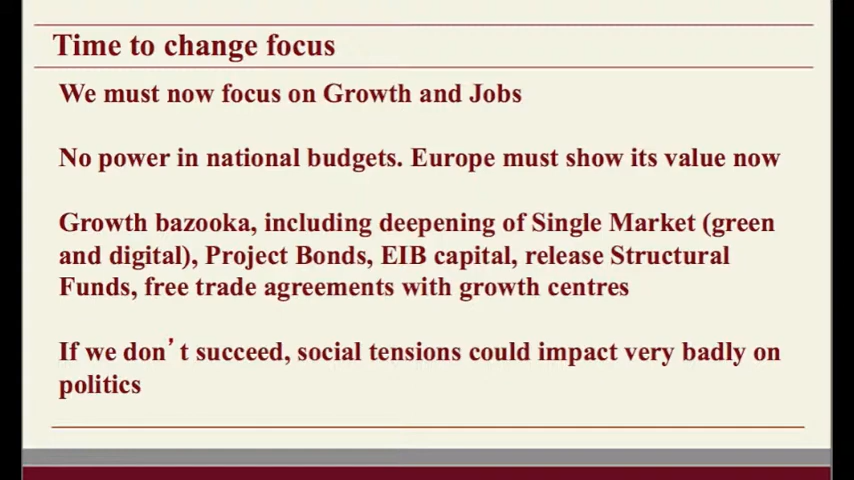 Time to change focus
We must now focus on Growth and Jobs
No power in national budgets. Europe must show its value now
Growth bazooka, including deepening of Single Market (green
and digital), Project Bonds, EIB capital, release Structural
Funds, free trade agreements with growth centres
If we don't succeed, social tensions could impact very badly on
politics